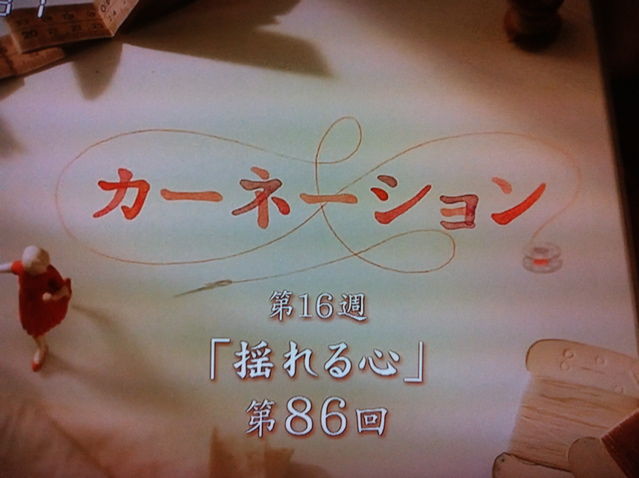 カーネーション
第16週
「揺れる心」
第86回